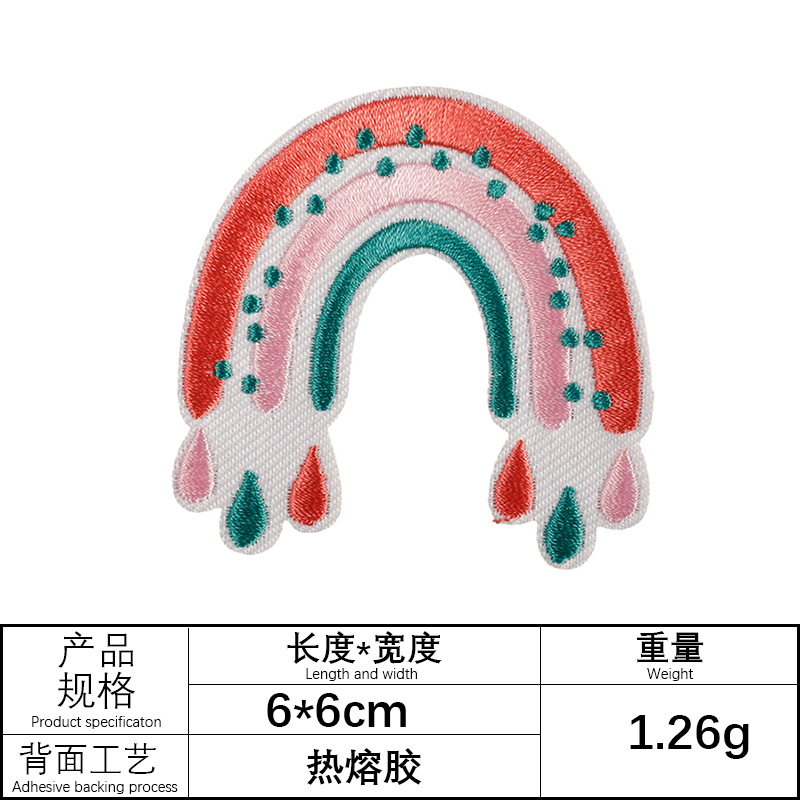 产品
规格
Product specificaton
长度*宽度
Length and width
重量
Weight
6*6cm
1.26g
背面工艺
Adhesive backing process
热熔胶